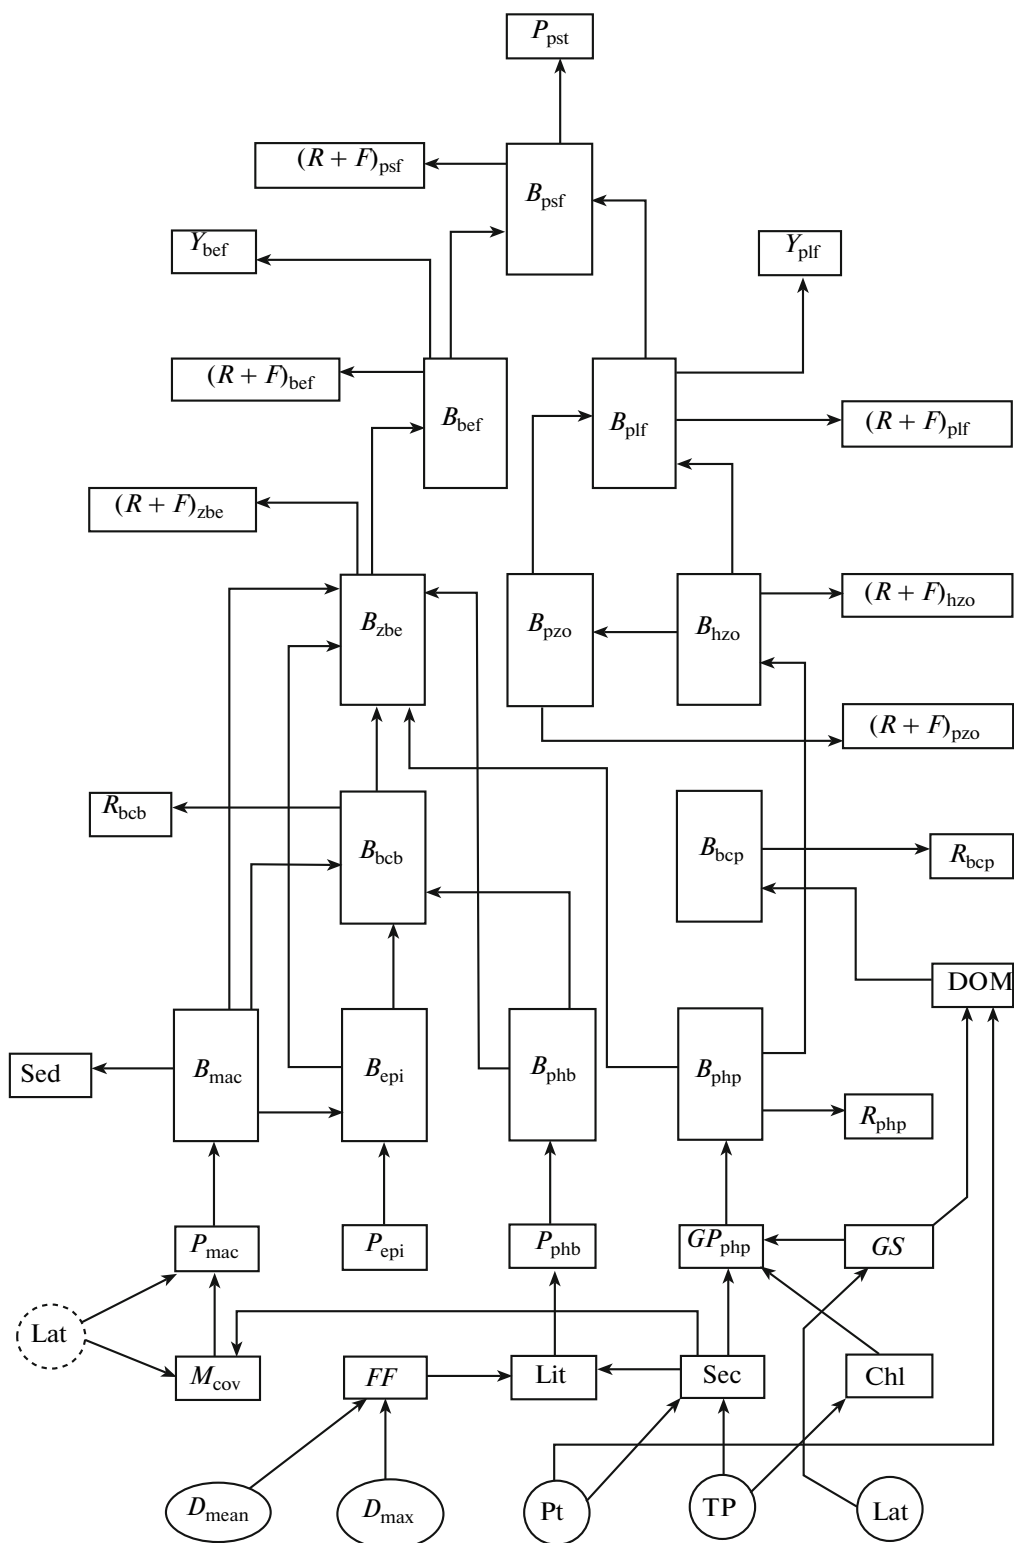 P_pst
(R + F)_psf
B_psf
Y_bef
Y_plf
(R + F)_bef
B_bef
B_plf
(R + F)_plf
(R + F)_zbe
B_zbe
B_pzo
B_hzo
(R + F)_hzo
(R + F)_pzo
R_bcb
B_bcb
B_bcp
R_bcp
DOM
Sed
B_mac
B_epi
B_phb
B_php
R_php
P_mac
P_epi
P_phb
GP_php
GS
Lat
M_cov
FF
Lit
Sec
Chl
D_mean
D_max
Pt
TP
Lat